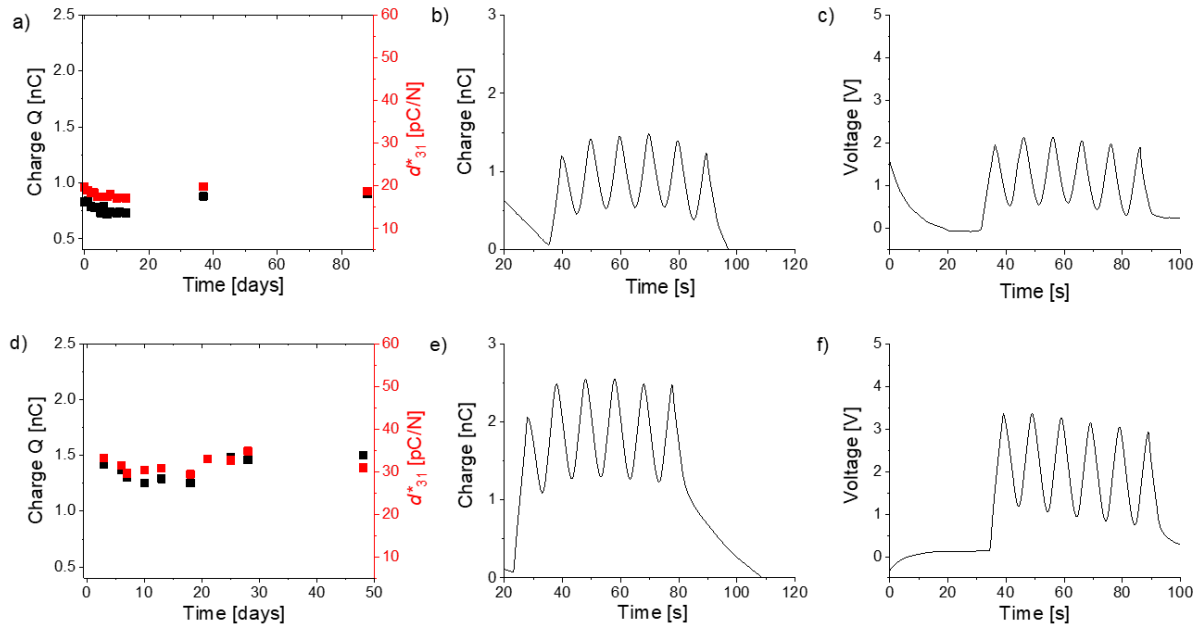 a)
2.5
2.0
1.5
1.0
0.5
Charge Q [nC]
60
50
40
30
20
10
d*31 [pC/N]
0 20 40 60 80
Time [days]
b)
3
2
1
0
Charge [nC]
20 40 60 80 100 120
Time [s]
c)
5
4
3
2
1
0
Voltage [V]
0 20 40 60 80 100
Time [s]
d)
2.5
2.0
1.5
1.0
0.5
Charge Q [nC]
60
50
40
30
20
10
d*31 [pC/N]
0 10 20 30 40 50
Time [days]
e)
3
2
1
0
Charge [nC]
20 40 60 80 100 120
Time [s]
f)
5
4
3
2
1
0
Voltage [V]
0 20 40 60 80 100
Time [s]